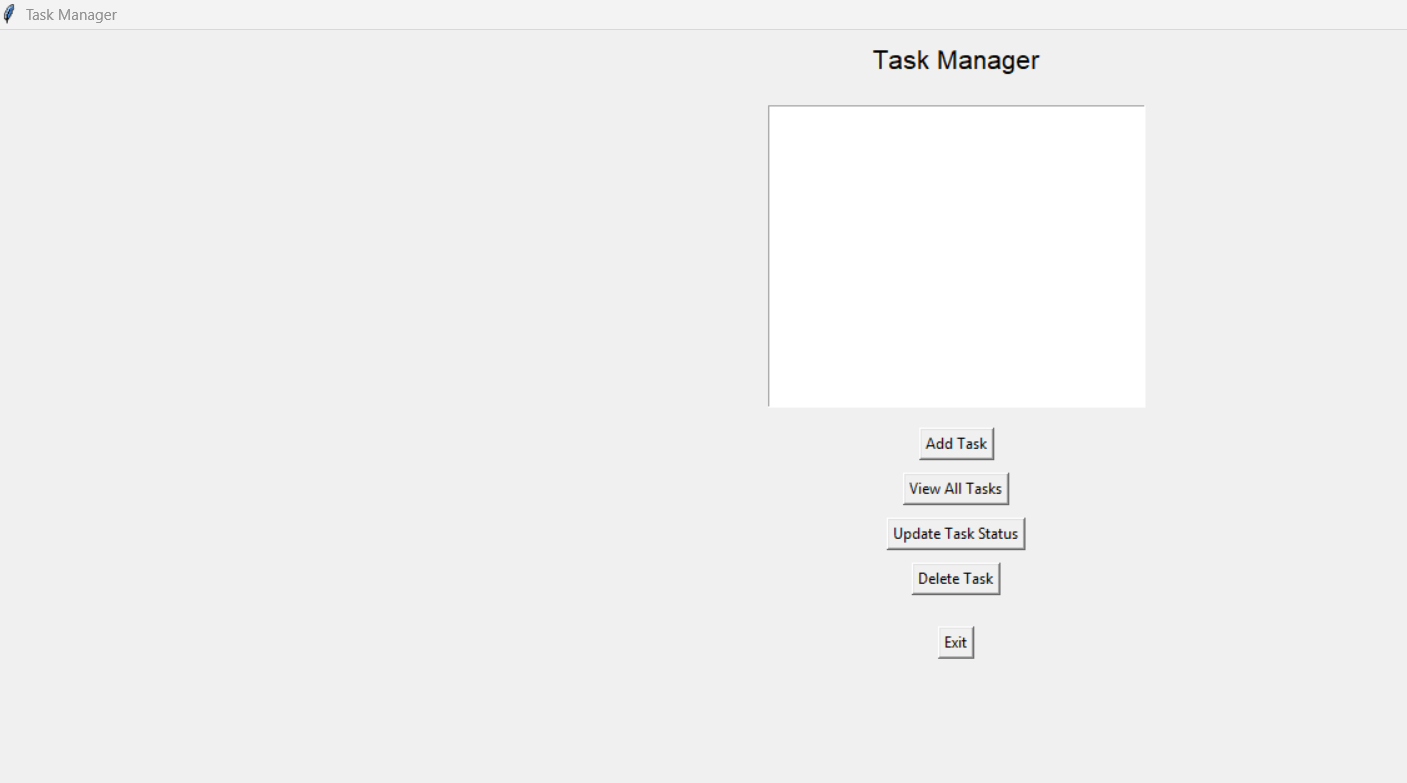 Task Manager
Task Manager
Add Task
View All Tasks
Update Task Status
Delete Task
Exit